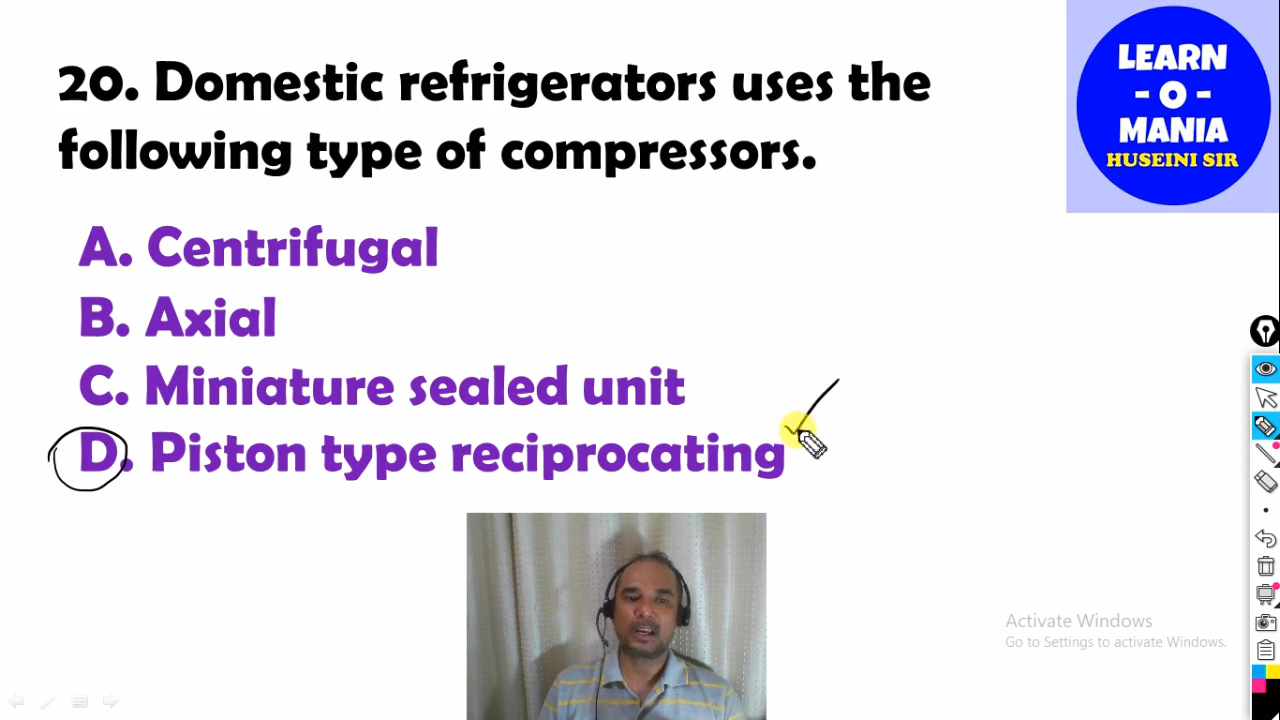 20. Domestic refrigerators uses the
following type of compressors.
A. Centrifugal
B. Axial
C. Miniature sealed unit
D. Piston type reciprocating
LEARN
- O -
MANIA
HUSEINI SIR
Activate Windows
Go to Settings to activate Windows.